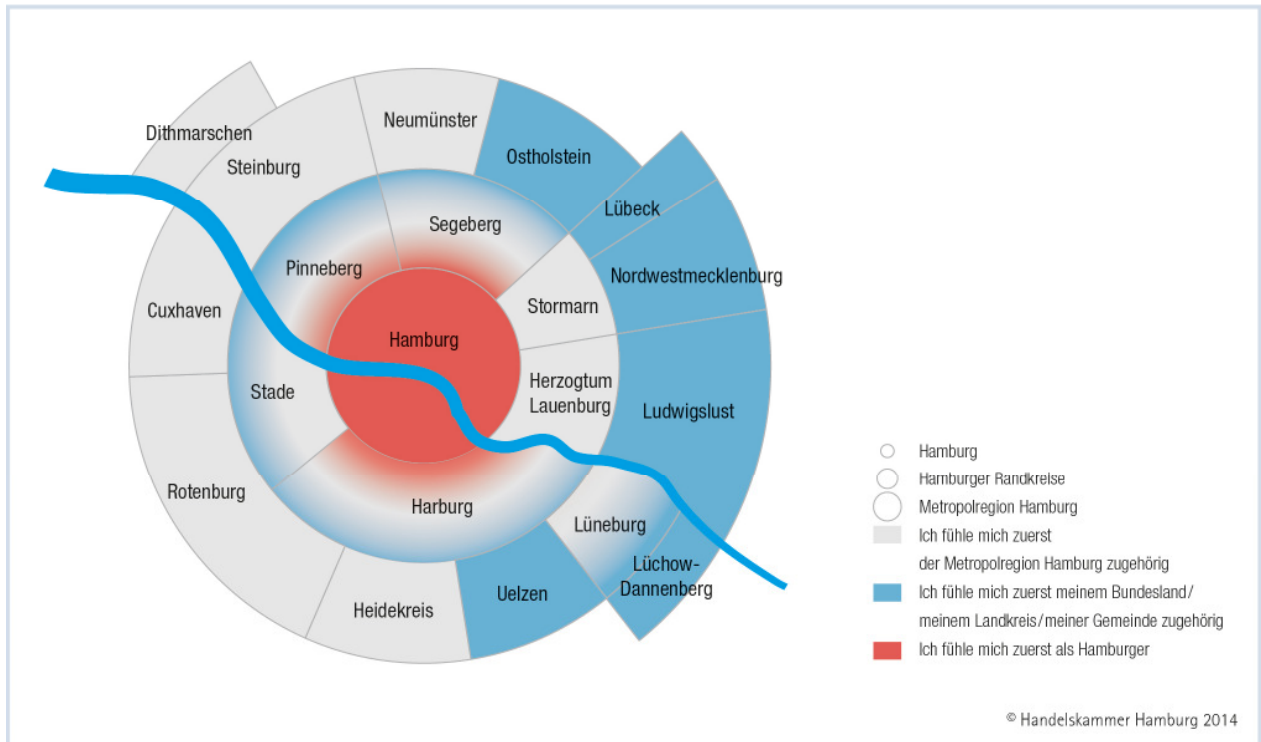 Neumünster
Dithmarschen
Ostholstein
Steinburg
Lübeck
Segeberg
Pinneberg
Nordwestmecklenburg
Stormarn
Cuxhaven
Hamburg
Herzogtum
Lauenburg
Stade
Ludwigslust
Rotenburg
Harburg
Lüneburg
Lüchow-
Dannenberg
Uelzen
Heidekreis
Hamburg
Hamburger Randkreise
Metropolregion Hamburg
Ich fühle mich zuerst
der Metropolregion Hamburg zugehörig
Ich fühle mich zuerst meinem Bundesland/
meinem Landkreis/meiner Gemeinde zugehörig
Ich fühle mich zuerst als Hamburger
© Handelskammer Hamburg 2014